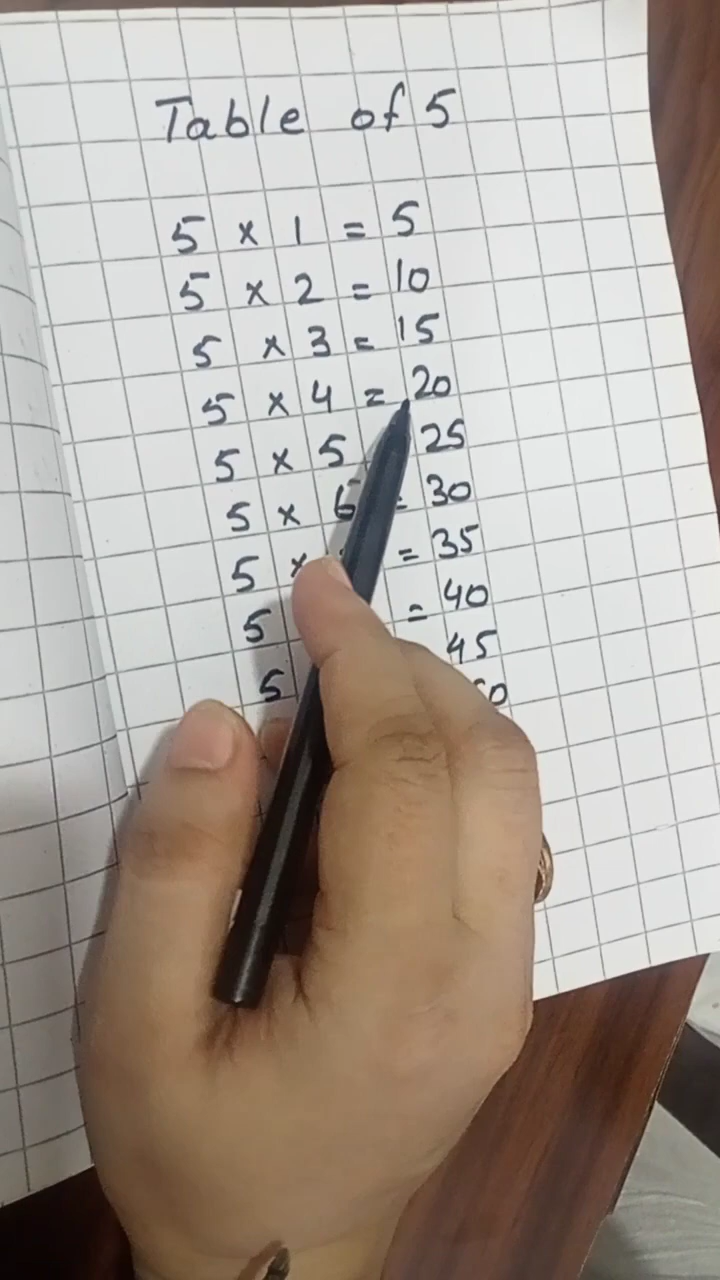 Table of 5
5 × 1 = 5
5 × 2 = 10
5 × 3 = 15
5 × 4 = 20
5 × 5 25
5 × 6 = 30
5 × = 35
5 = 40
5 45
50